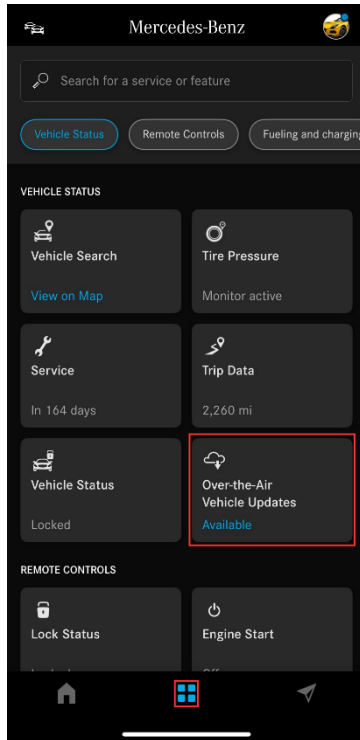 Mercedes-Benz
Search for a service or feature
Vehicle Status
Remote Controls
Fueling and charging
VEHICLE STATUS
Vehicle Search
View on Map
Tire Pressure
Monitor active
Service
In 164 days
Trip Data
2,260 mi
Vehicle Status
Locked
Over-the-Air
Vehicle Updates
Available
REMOTE CONTROLS
Lock Status
Engine Start